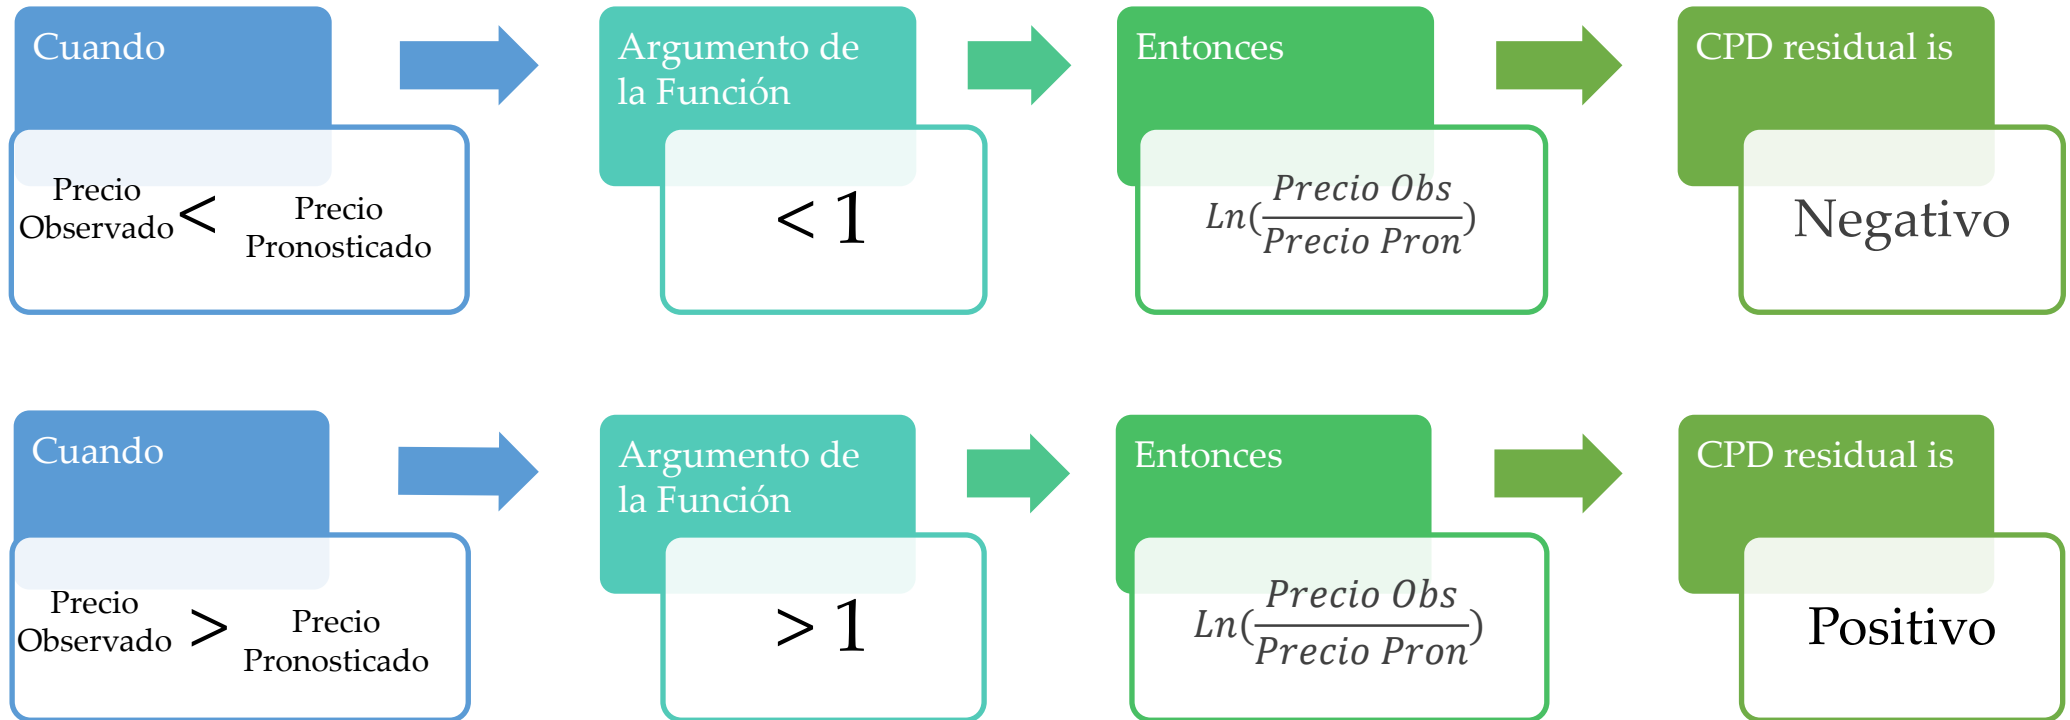 Cuando
Precio
Observado
<
Precio
Pronosticado
Argumento de
la Función
< 1
Entonces
Ln(Precio Obs/Precio Pron)
CPD residual is
Negativo
Cuando
Precio
Observado
>
Precio
Pronosticado
Argumento de
la Función
> 1
Entonces
Ln(Precio Obs/Precio Pron)
CPD residual is
Positivo